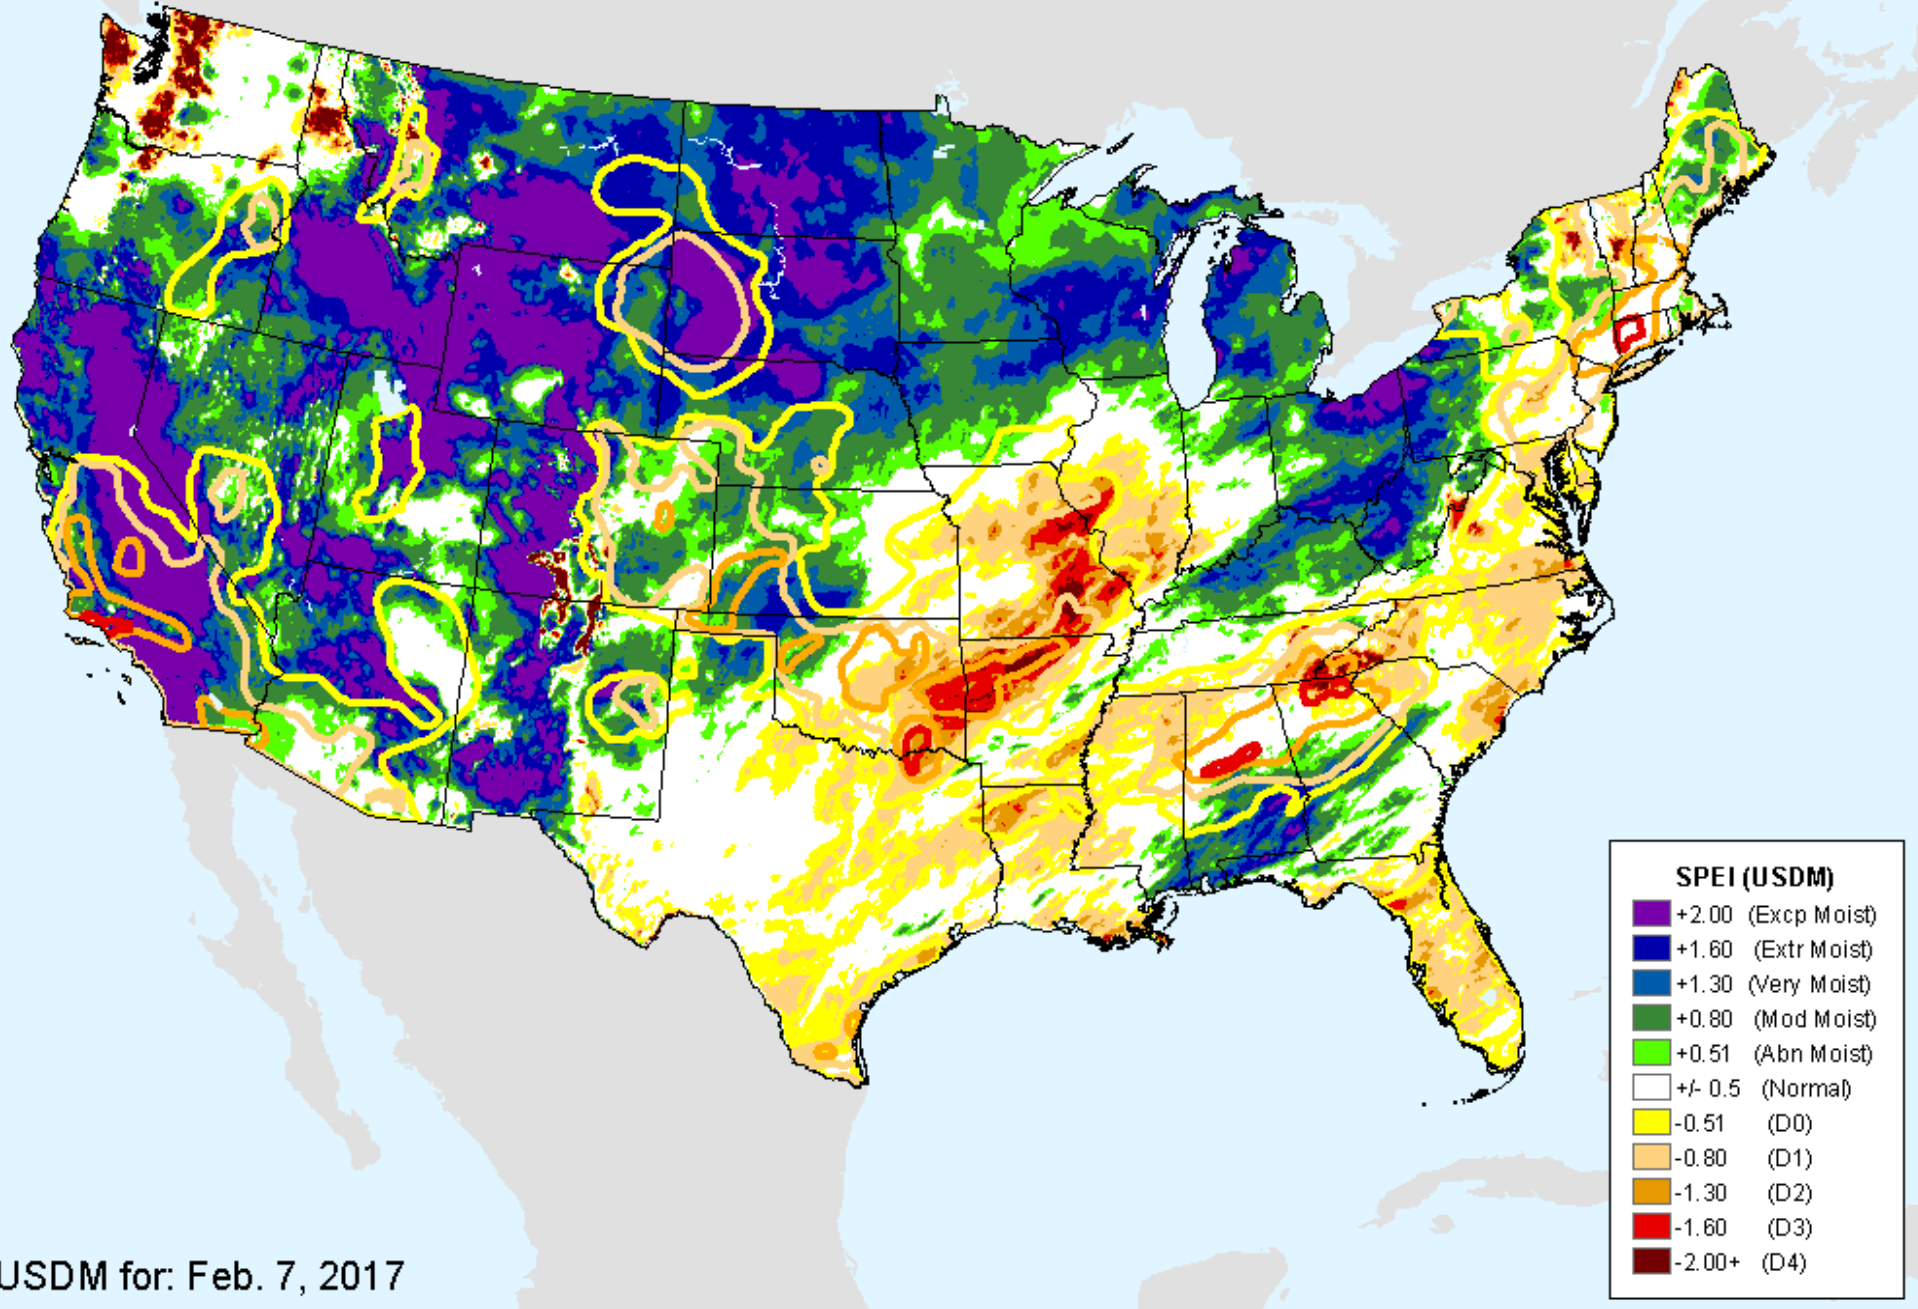 SPEI (USDM)
+2.00 (Excp Moist)
+1.60 (Extr Moist)
+1.30 (Very Moist)
+0.80 (Mod Moist)
+0.51 (Abn Moist)
+/- 0.5 (Normal)
-0.51 (D0)
-0.80 (D1)
-1.30 (D2)
-1.60 (D3)
-2.00+ (D4)
USDM for: Feb. 7, 2017